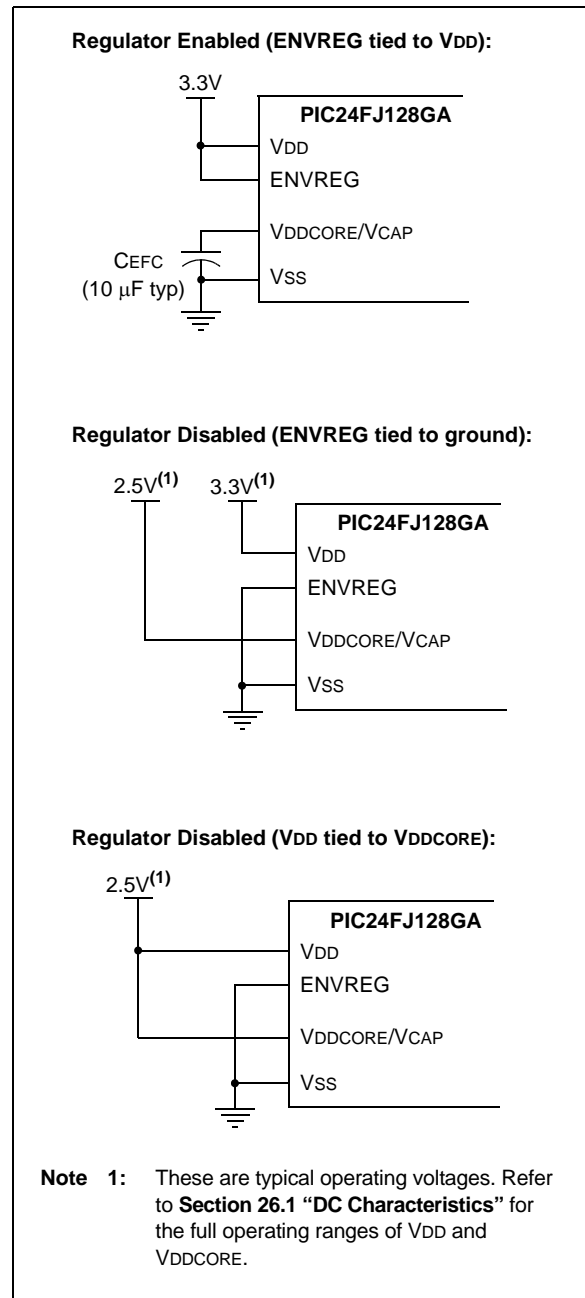 Regulator Enabled (ENVREG tied to VDD):
3.3V
PIC24FJ128GA
VDD
ENVREG
VDDCORE/VCAP
CEFC
(10 μF typ)
VSS
Regulator Disabled (ENVREG tied to ground):
2.5V(1) 3.3V(1)
PIC24FJ128GA
VDD
ENVREG
VDDCORE/VCAP
VSS
Regulator Disabled (VDD tied to VDDCORE):
2.5V(1)
PIC24FJ128GA
VDD
ENVREG
VDDCORE/VCAP
VSS
Note 1: These are typical operating voltages. Refer
to Section 26.1 “DC Characteristics” for
the full operating ranges of VDD and
VDDCORE.